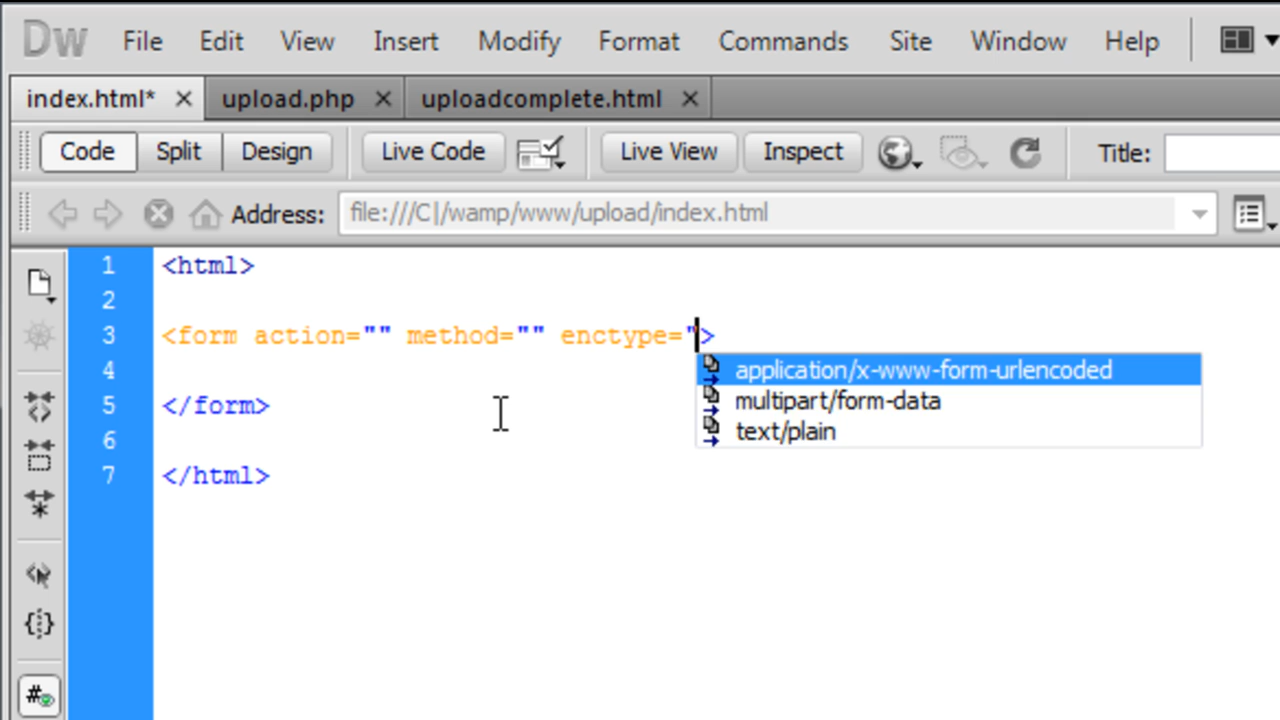 Dw File Edit View Insert Modify Format Commands Site Window Help
index.html* upload.php uploadcomplete.html
Code Split Design Live Code Live View Inspect Title:
Address: file:///C|/wamp/www/upload/index.html
1 <html>
2
3 <form action="" method="" enctype=">
4 application/x-www-form-urlencoded
multipart/form-data
5 </form>
text/plain
6
7 </html>